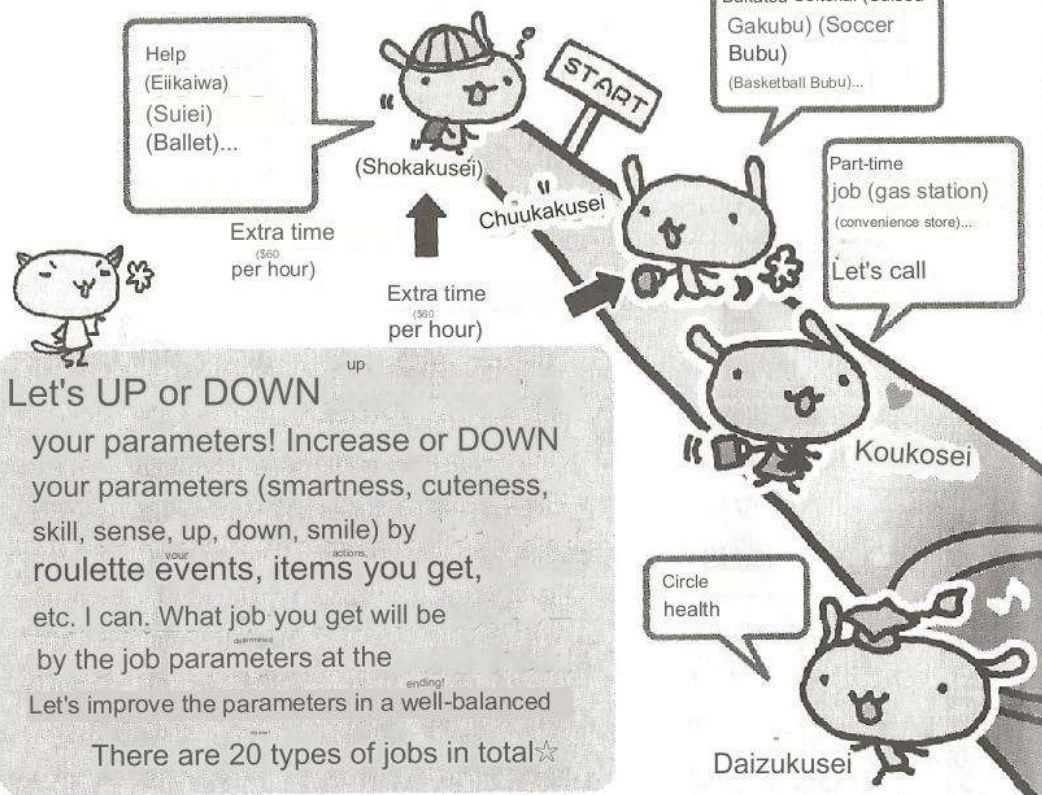 Gakubu) (Soccer
Bubu)
(Basketball Bubu)...
Help
(Eiikaiwa)
(Suiei)
(Ballet)...
START
(Shokakusei)
Chuukakusei
Part-time
job (gas station)
(convenience store)...
Let's call
Extra time
($60
per hour)
Extra time
($60
per hour)
Koukosei
up
Let's UP or DOWN
your parameters! Increase or DOWN
your parameters (smartness, cuteness,
skill, sense, up, down, smile) by
your actions,
roulette events, items you get,
etc. I can. What job you get will be
determined
by the job parameters at the
ending!
Let's improve the parameters in a well-balanced
There are 20 types of jobs in total☆
Circle
health
Daizukusei